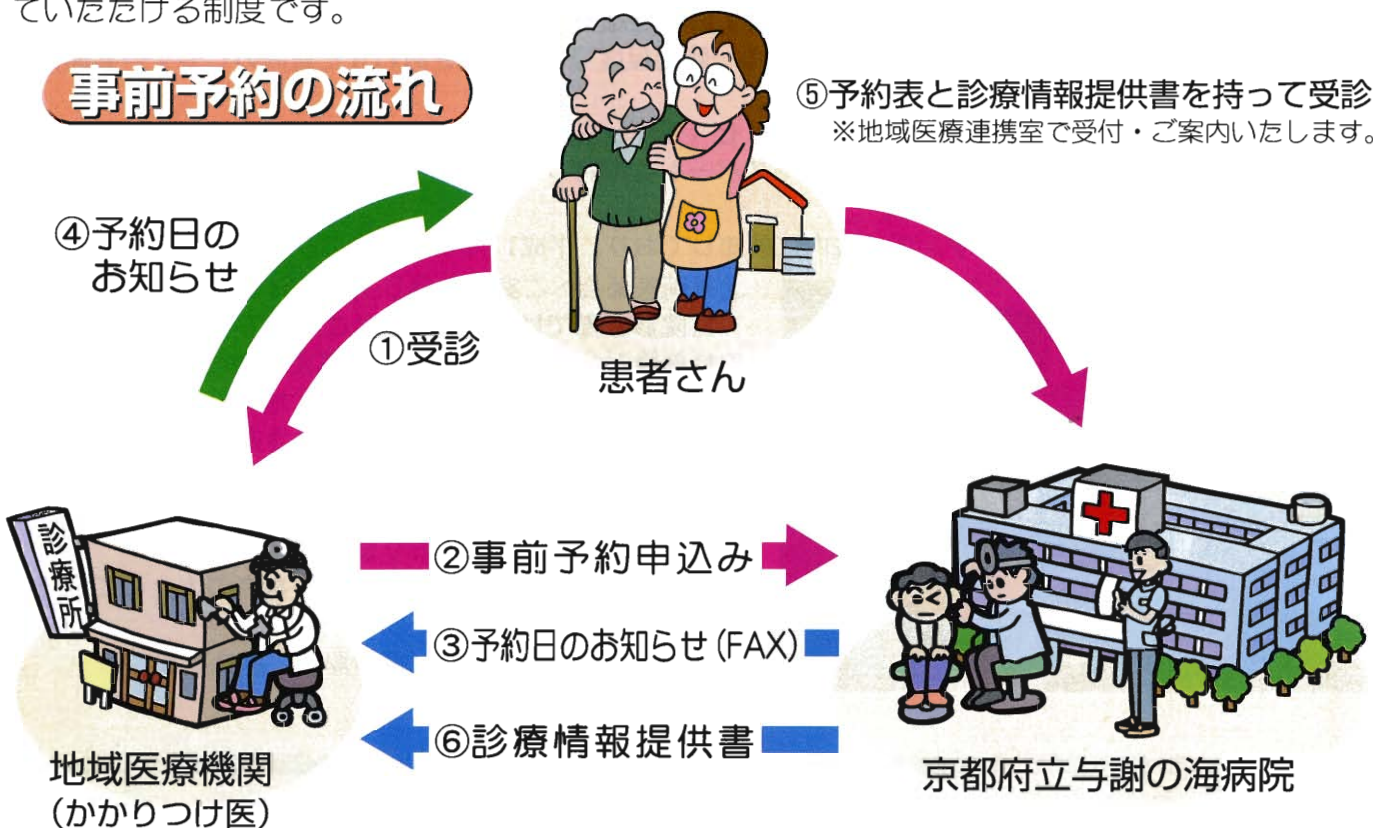 ていただける制度です。
事前予約の流れ
⑤予約表と診療情報提供書を持って受診
※地域医療連携室で受付・ご案内いたします。
④予約日の
お知らせ
①受診
患者さん
診療所
②事前予約申込み
③予約日のお知らせ(FAX)
⑥診療情報提供書
地域医療機関
(かかりつけ医)
京都府立与謝の海病院